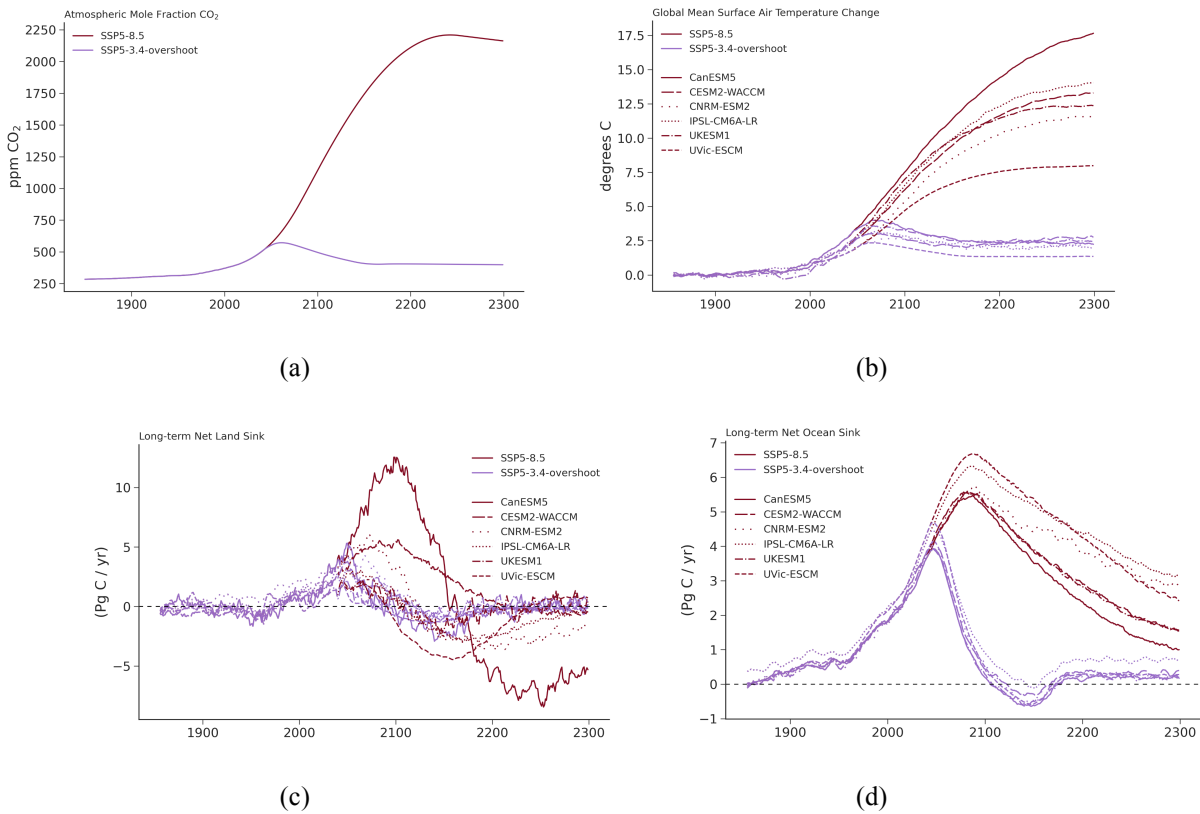 Atmospheric Mole Fraction CO₂
SSP5-8.5
SSP5-3.4-overshoot
ppm CO₂
2250
2000
1750
1500
1250
1000
750
500
250
1900
2000
2100
2200
2300
(a)
Global Mean Surface Air Temperature Change
SSP5-8.5
SSP5-3.4-overshoot
CanESM5
CESM2-WACCM
CNRM-ESM2
IPSL-CM6A-LR
UKESM1
UVic-ESCM
degrees C
17.5
15.0
12.5
10.0
7.5
5.0
2.5
0.0
1900
2000
2100
2200
2300
(b)
Long-term Net Land Sink
SSP5-8.5
SSP5-3.4-overshoot
CanESM5
CESM2-WACCM
CNRM-ESM2
IPSL-CM6A-LR
UKESM1
UVic-ESCM
(Pg C / yr)
10
5
0
−5
1900
2000
2100
2200
2300
(c)
Long-term Net Ocean Sink
SSP5-8.5
SSP5-3.4-overshoot
CanESM5
CESM2-WACCM
CNRM-ESM2
IPSL-CM6A-LR
UKESM1
UVic-ESCM
(Pg C / yr)
7
6
5
4
3
2
1
0
−1
1900
2000
2100
2200
2300
(d)